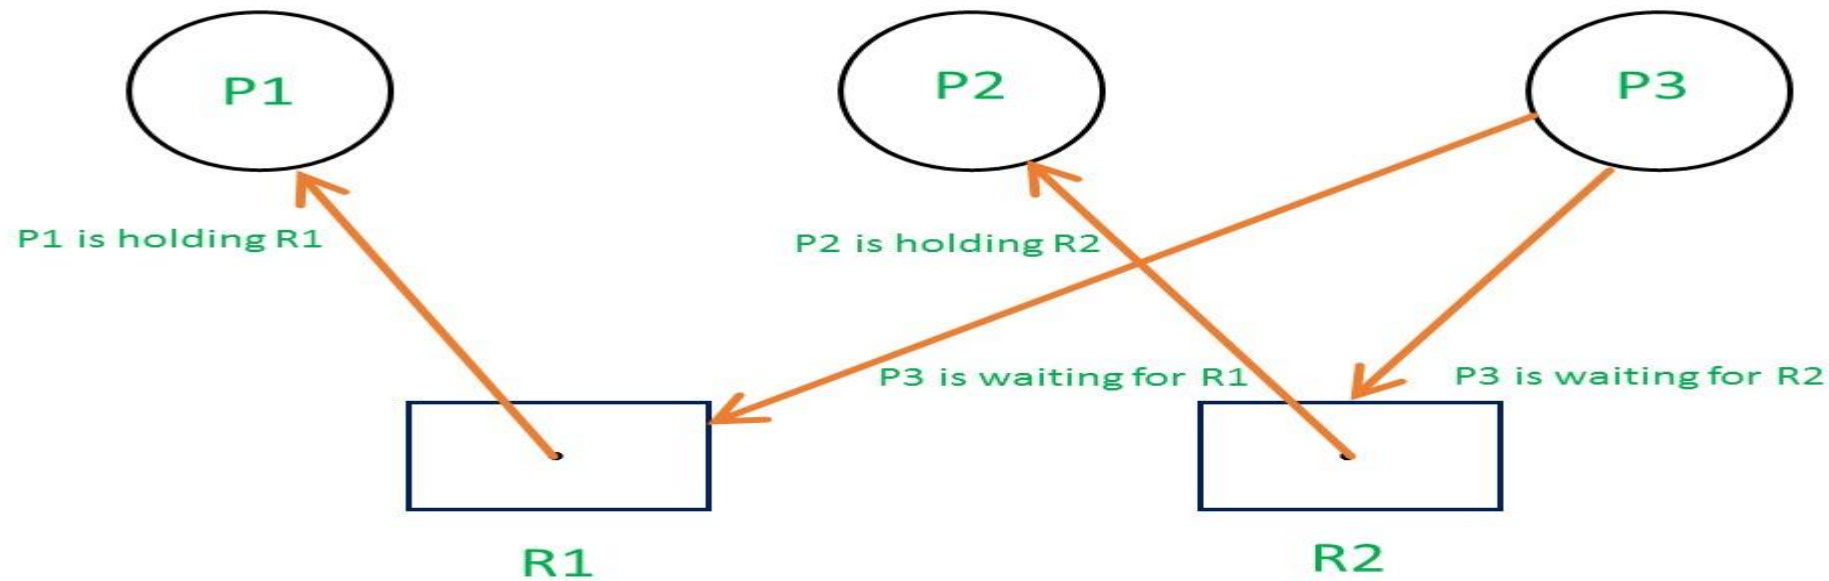 P1
P2
P3
P1 is holding R1
P2 is holding R2
P3 is waiting for R1
P3 is waiting for R2
R1
R2